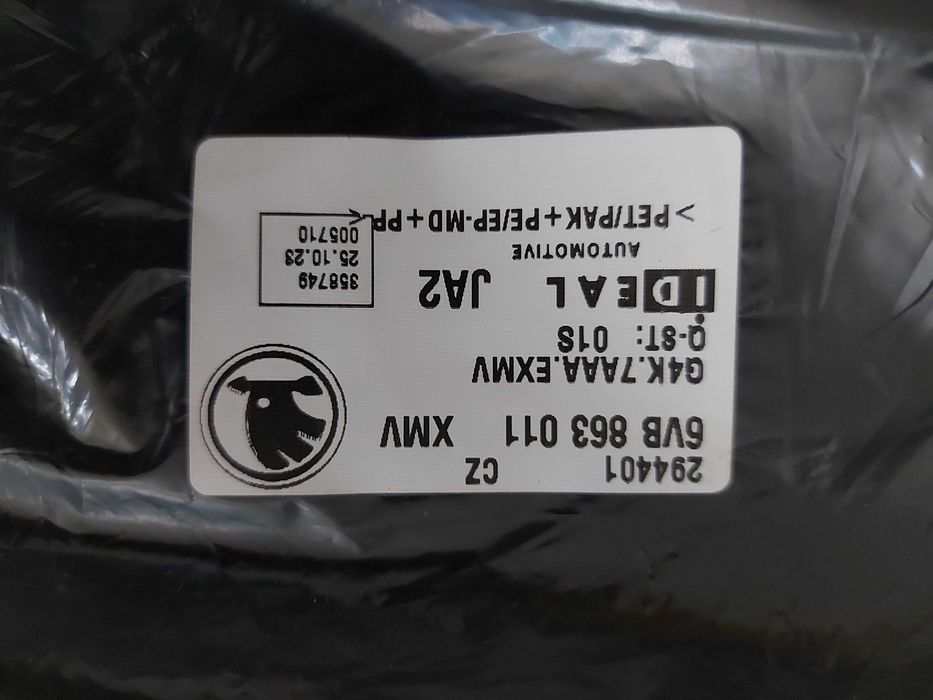 294401 CZ
6VB 863 011 XMV
G4K.7AAA.EXMV
Q-ST: 01S
IDEAL JA2
AUTOMOTIVE
>PET/PAK+PE/EP-MD+PP<
358749
25.10.23
005710